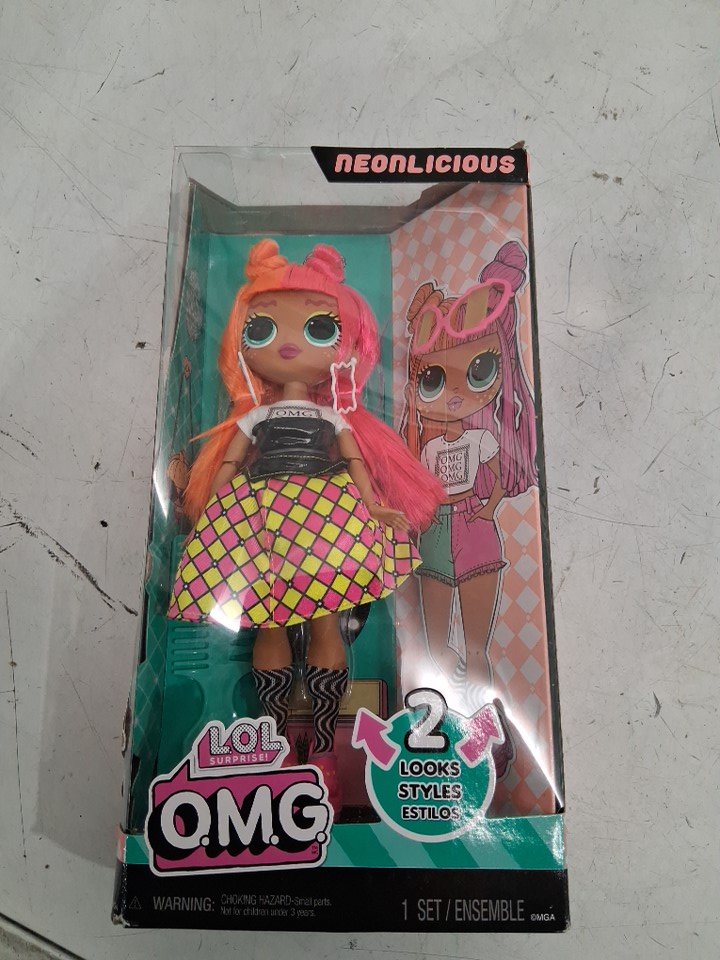 NEONLICIOUS
OMG
OMG
OMG
OMG
L.O.L
SURPRISE!
O.M.G.
2
LOOKS
STYLES
ESTILOS
WARNING: CHOKING HAZARD-Small parts.
Not for children under 3 years.
1 SET / ENSEMBLE ©MGA